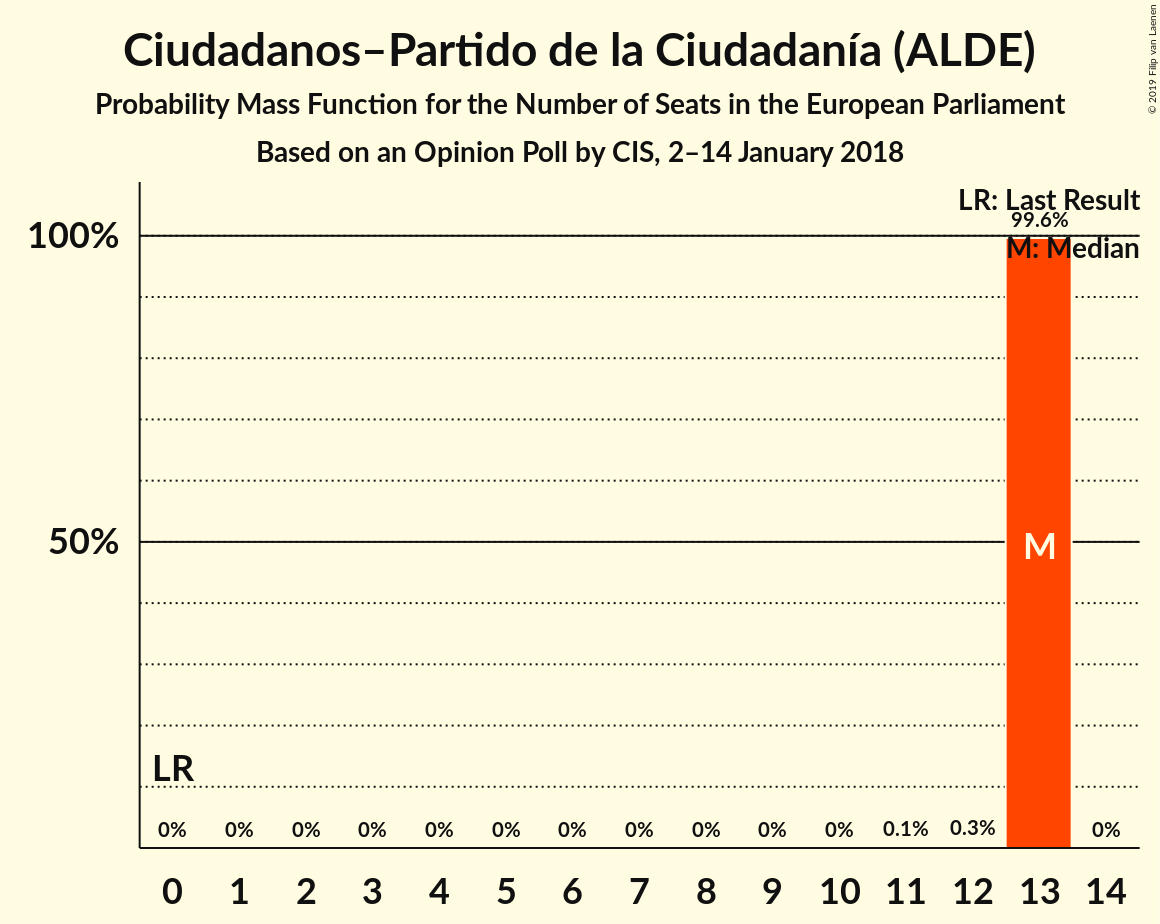 Ciudadanos–Partido de la Ciudadanía (ALDE)
Probability Mass Function for the Number of Seats in the European Parliament
Based on an Opinion Poll by CIS, 2–14 January 2018
© 2019 Filip van Laenen
LR: Last Result
99.6%
M: Median
100%
50%
M
LR
0% 0% 0% 0% 0% 0% 0% 0% 0% 0% 0% 0.1% 0.3% 0%
0 1 2 3 4 5 6 7 8 9 10 11 12 13 14